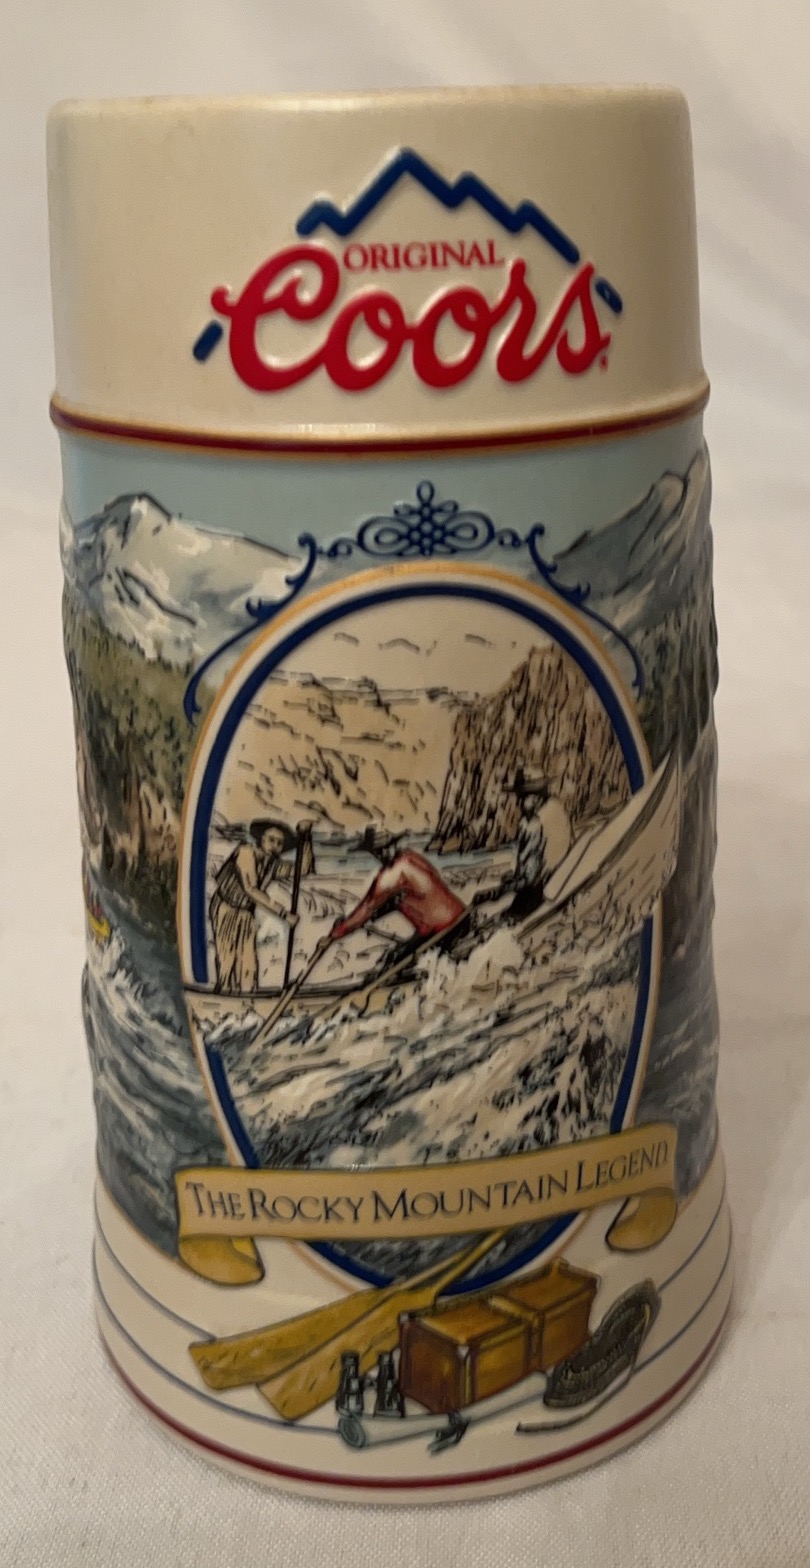 ORIGINAL
Coors
THE ROCKY MOUNTAIN LEGEND